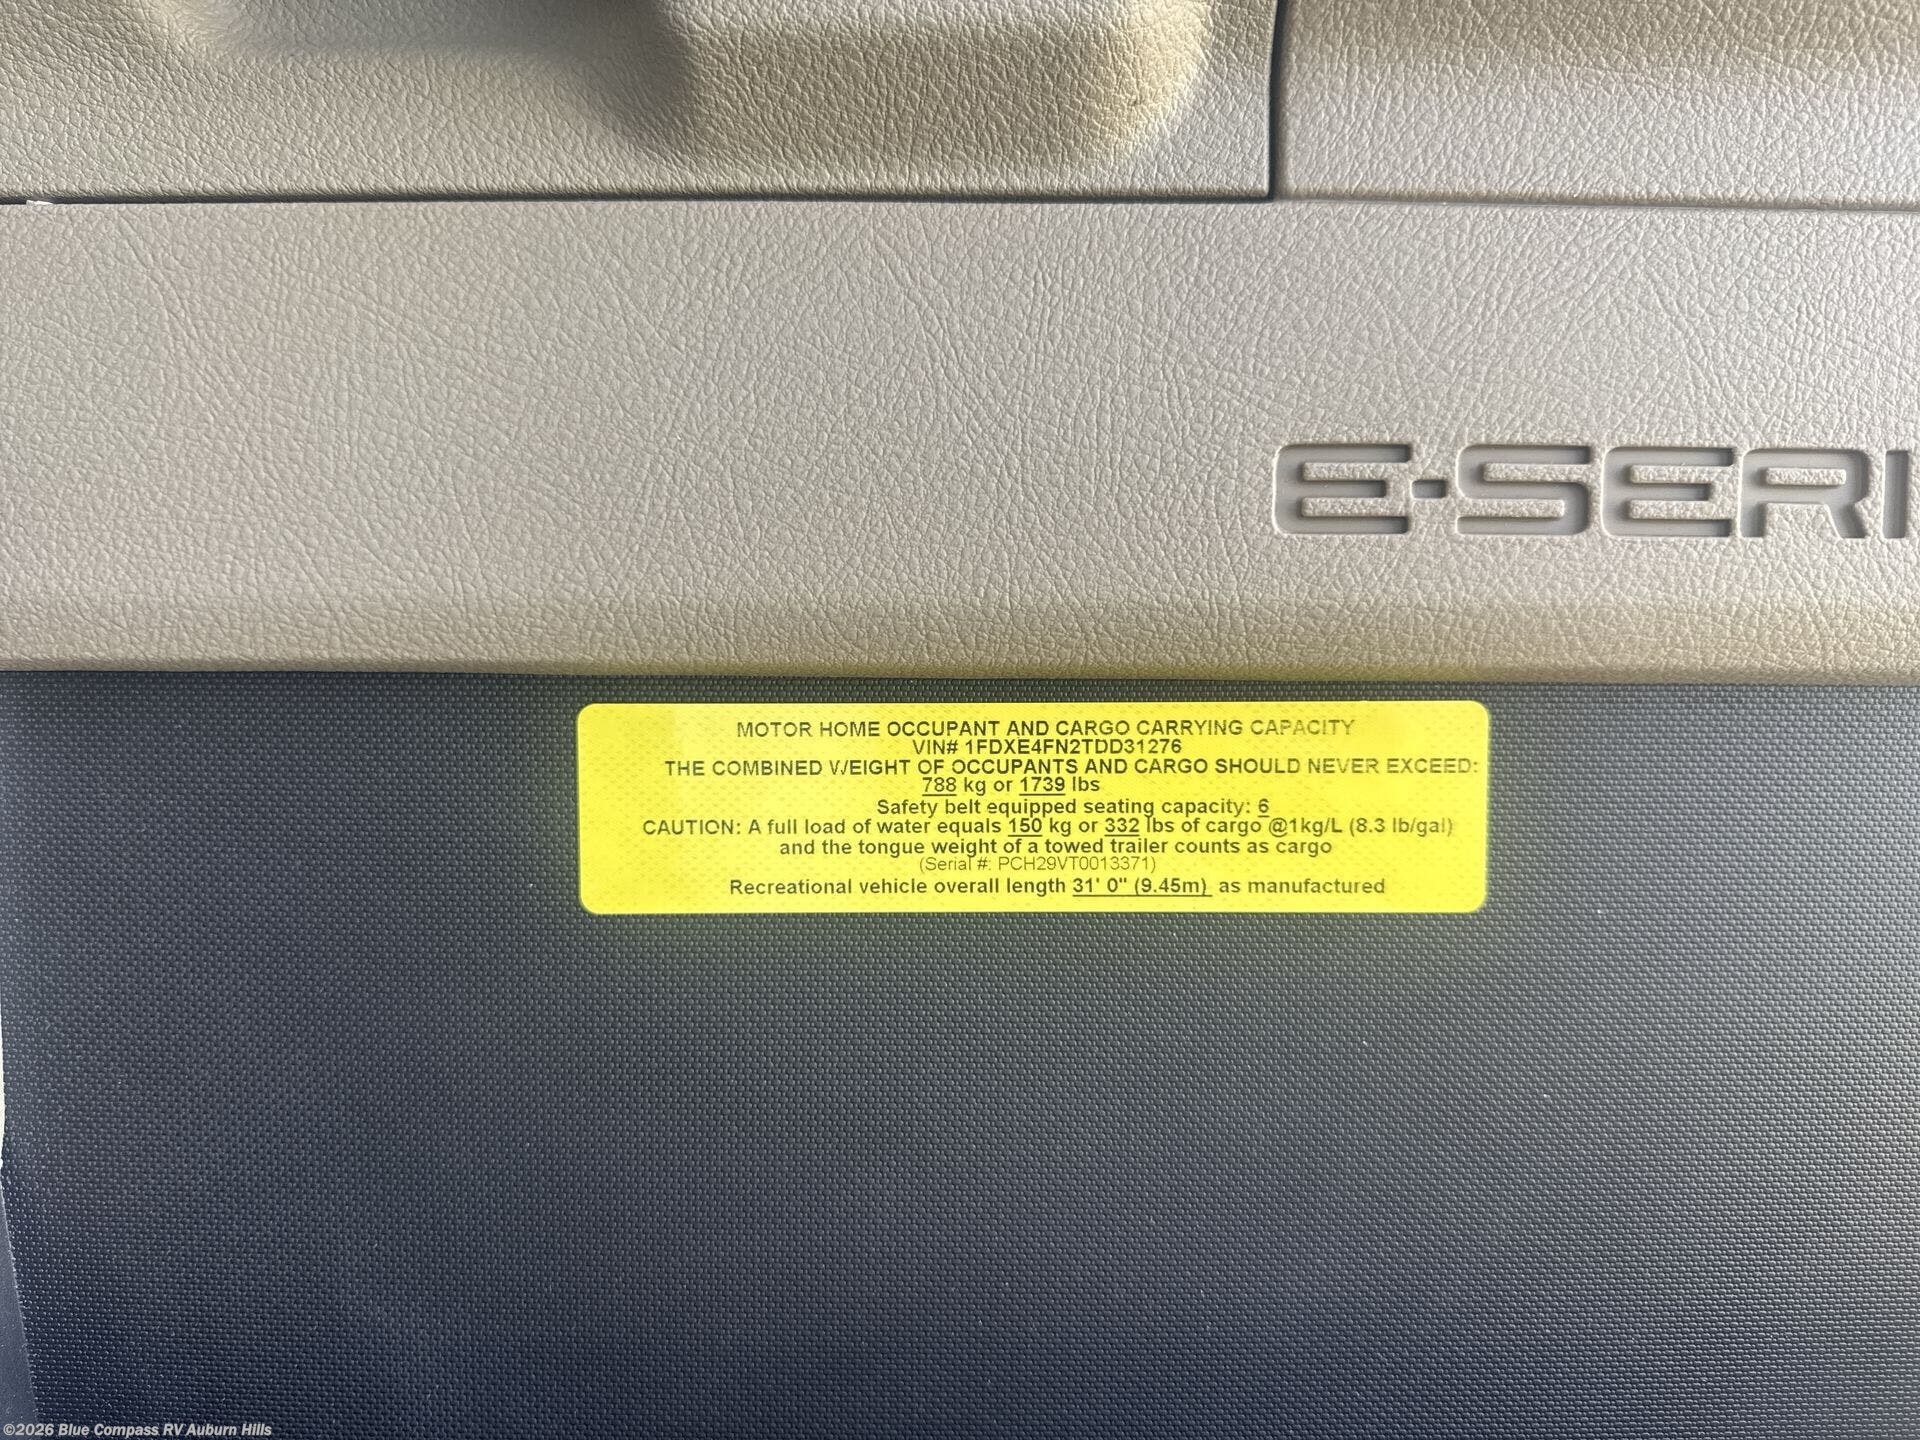 E-SERI
MOTOR HOME OCCUPANT AND CARGO CARRYING CAPACITY
VIN# 1FDXE4FN2TDD31276
THE COMBINED WEIGHT OF OCCUPANTS AND CARGO SHOULD NEVER EXCEED:
788 kg or 1739 lbs
Safety belt equipped seating capacity: 6
CAUTION: A full load of water equals 150 kg or 332 lbs of cargo @1kg/L (8.3 lb/gal)
and the tongue weight of a towed trailer counts as cargo
(Serial #: PCH29VT0013371)
Recreational vehicle overall length 31' 0" (9.45m) as manufactured
©2026 Blue Compass RV Auburn Hills